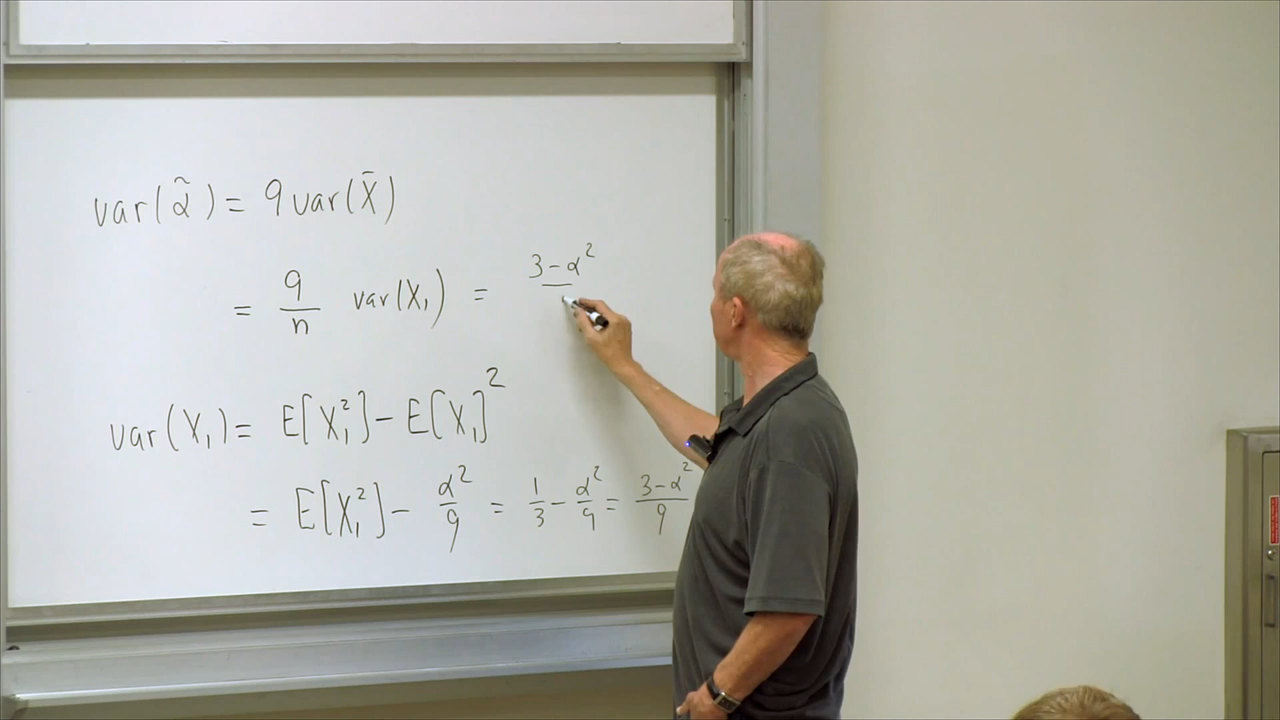 var(α̃) = 9 var(X̄)
= 9/n var(X₁) = 3-α²
var(X₁) = E[X₁²] - E[X₁]²
= E[X₁²] - α²/9 = 1/3 - α²/9 = 3-α²/9